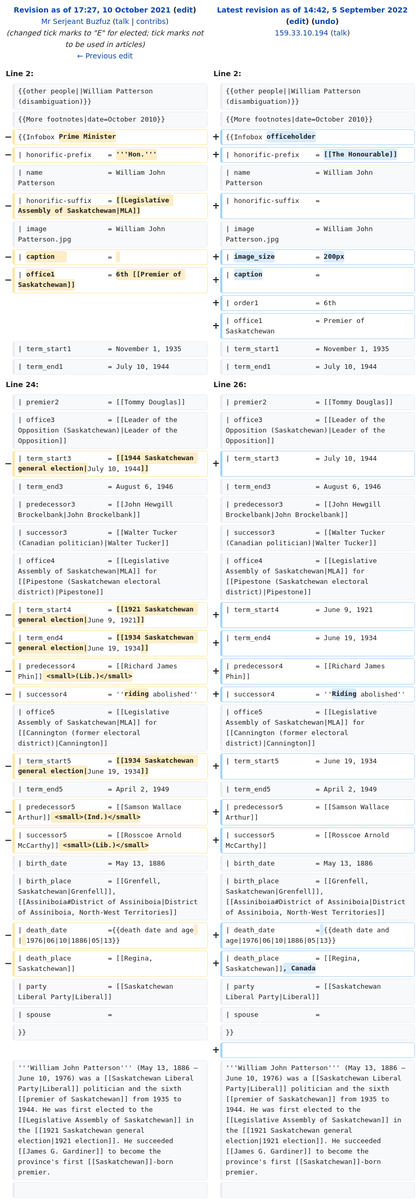 Revision as of 17:27, 10 October 2021 (edit)
Mr Serjeant Buzfuz (talk | contribs)
(changed tick marks to "E" for elected; tick marks not
to be used in articles)
← Previous edit
Latest revision as of 14:42, 5 September 2022
(edit) (undo)
159.33.10.194 (talk)
Line 2:
Line 2:
{{other people||William Patterson
(disambiguation)}}
{{other people||William Patterson
(disambiguation)}}
{{More footnotes|date=October 2010}}
{{More footnotes|date=October 2010}}
− {{Infobox Prime Minister
+ {{Infobox officeholder
− | honorific-prefix = '''Hon.'''
+ | honorific-prefix = [[The Honourable]]
| name = William John
Patterson
| name = William John
Patterson
− | honorific-suffix = [[Legislative
Assembly of Saskatchewan|MLA]]
+ | honorific-suffix =
| image = William John
Patterson.jpg
| image = William John
Patterson.jpg
− | caption =
+ | image_size = 200px
− | office1 = 6th [[Premier of
Saskatchewan]]
+ | caption =
+ | order1 = 6th
+ | office1 = Premier of
Saskatchewan
| term_start1 = November 1, 1935
| term_start1 = November 1, 1935
| term_end1 = July 10, 1944
| term_end1 = July 10, 1944
Line 24:
Line 26:
| premier2 = [[Tommy Douglas]]
| premier2 = [[Tommy Douglas]]
| office3 = [[Leader of the
Opposition (Saskatchewan)|Leader of the
Opposition]]
| office3 = [[Leader of the
Opposition (Saskatchewan)|Leader of the
Opposition]]
− | term_start3 = [[1944 Saskatchewan
general election|July 10, 1944]]
+ | term_start3 = July 10, 1944
| term_end3 = August 6, 1946
| term_end3 = August 6, 1946
| predecessor3 = [[John Hewgill
Brockelbank|John Brockelbank]]
| predecessor3 = [[John Hewgill
Brockelbank|John Brockelbank]]
| successor3 = [[Walter Tucker
(Canadian politician)|Walter Tucker]]
| successor3 = [[Walter Tucker
(Canadian politician)|Walter Tucker]]
| office4 = [[Legislative
Assembly of Saskatchewan|MLA]] for
[[Pipestone (Saskatchewan electoral
district)|Pipestone]]
| office4 = [[Legislative
Assembly of Saskatchewan|MLA]] for
[[Pipestone (Saskatchewan electoral
district)|Pipestone]]
− | term_start4 = [[1921 Saskatchewan
general election|June 9, 1921]]
+ | term_start4 = June 9, 1921
− | term_end4 = [[1934 Saskatchewan
general election|June 19, 1934]]
+ | term_end4 = June 19, 1934
− | predecessor4 = [[Richard James
Phin]] <small>(Lib.)</small>
+ | predecessor4 = [[Richard James
Phin]]
− | successor4 = ''riding abolished''
+ | successor4 = ''Riding abolished''
| office5 = [[Legislative
Assembly of Saskatchewan|MLA]] for
[[Cannington (former electoral
district)|Cannington]]
| office5 = [[Legislative
Assembly of Saskatchewan|MLA]] for
[[Cannington (former electoral
district)|Cannington]]
− | term_start5 = [[1934 Saskatchewan
general election|June 19, 1934]]
+ | term_start5 = June 19, 1934
| term_end5 = April 2, 1949
| term_end5 = April 2, 1949
− | predecessor5 = [[Samson Wallace
Arthur]] <small>(Ind.)</small>
+ | predecessor5 = [[Samson Wallace
Arthur]]
− | successor5 = [[Rosscoe Arnold
McCarthy]] <small>(Lib.)</small>
+ | successor5 = [[Rosscoe Arnold
McCarthy]]
| birth_date = May 13, 1886
| birth_date = May 13, 1886
| birth_place = [[Grenfell,
Saskatchewan|Grenfell]],
[[Assiniboia#District of Assiniboia|District
of Assiniboia, North-West Territories]]
| birth_place = [[Grenfell,
Saskatchewan|Grenfell]],
[[Assiniboia#District of Assiniboia|District
of Assiniboia, North-West Territories]]
− | death_date ={{death date and age
|1976|06|10|1886|05|13}}
+ | death_date = {{death date and
age|1976|06|10|1886|05|13}}
− | death_place = [[Regina,
Saskatchewan]]
+ | death_place = [[Regina,
Saskatchewan]], Canada
| party = [[Saskatchewan
Liberal Party|Liberal]]
| party = [[Saskatchewan
Liberal Party|Liberal]]
| spouse =
| spouse =
}}
}}
+
'''William John Patterson''' (May 13, 1886 –
June 10, 1976) was a [[Saskatchewan Liberal
Party|Liberal]] politician and the sixth
[[premier of Saskatchewan]] from 1935 to
1944. He was first elected to the
[[Legislative Assembly of Saskatchewan]] in
the [[1921 Saskatchewan general
election|1921 election]]. He succeeded
[[James G. Gardiner]] to become the
province's first [[Saskatchewan]]-born
premier.
'''William John Patterson''' (May 13, 1886 –
June 10, 1976) was a [[Saskatchewan Liberal
Party|Liberal]] politician and the sixth
[[premier of Saskatchewan]] from 1935 to
1944. He was first elected to the
[[Legislative Assembly of Saskatchewan]] in
the [[1921 Saskatchewan general
election|1921 election]]. He succeeded
[[James G. Gardiner]] to become the
province's first [[Saskatchewan]]-born
premier.